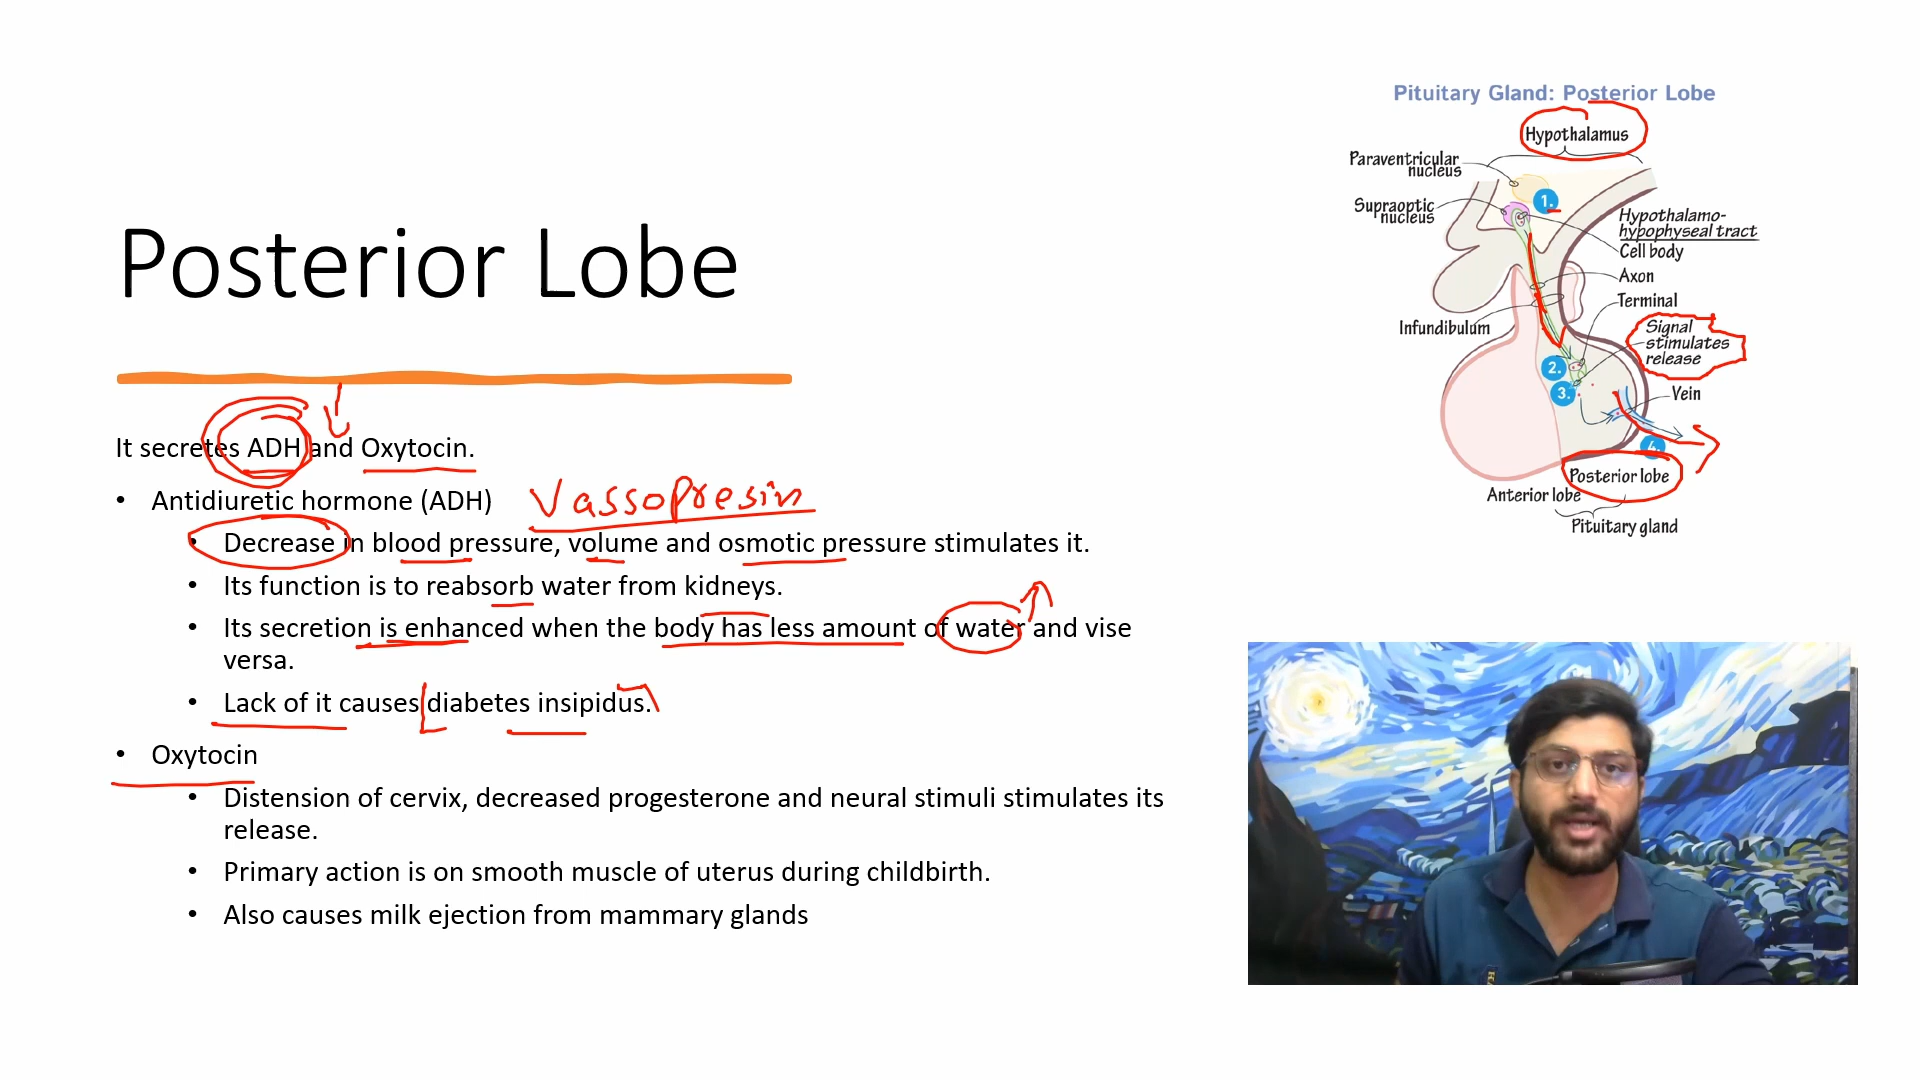 Posterior Lobe
It secretes ADH and Oxytocin.
• Antidiuretic hormone (ADH) Vassopresin
• Decrease in blood pressure, volume and osmotic pressure stimulates it.
• Its function is to reabsorb water from kidneys.
• Its secretion is enhanced when the body has less amount of water and vise
versa.
• Lack of it causes diabetes insipidus.
• Oxytocin
• Distension of cervix, decreased progesterone and neural stimuli stimulates its
release.
• Primary action is on smooth muscle of uterus during childbirth.
• Also causes milk ejection from mammary glands
Pituitary Gland: Posterior Lobe
Hypothalamus
Paraventricular
nucleus
1.
Supraoptic
nucleus
Hypothalamo-
hypophyseal tract
Cell body
Axon
Terminal
Infundibulum
Signal
stimulates
release
2.
3.
Vein
4.
Posterior lobe
Anterior lobe
Pituitary gland